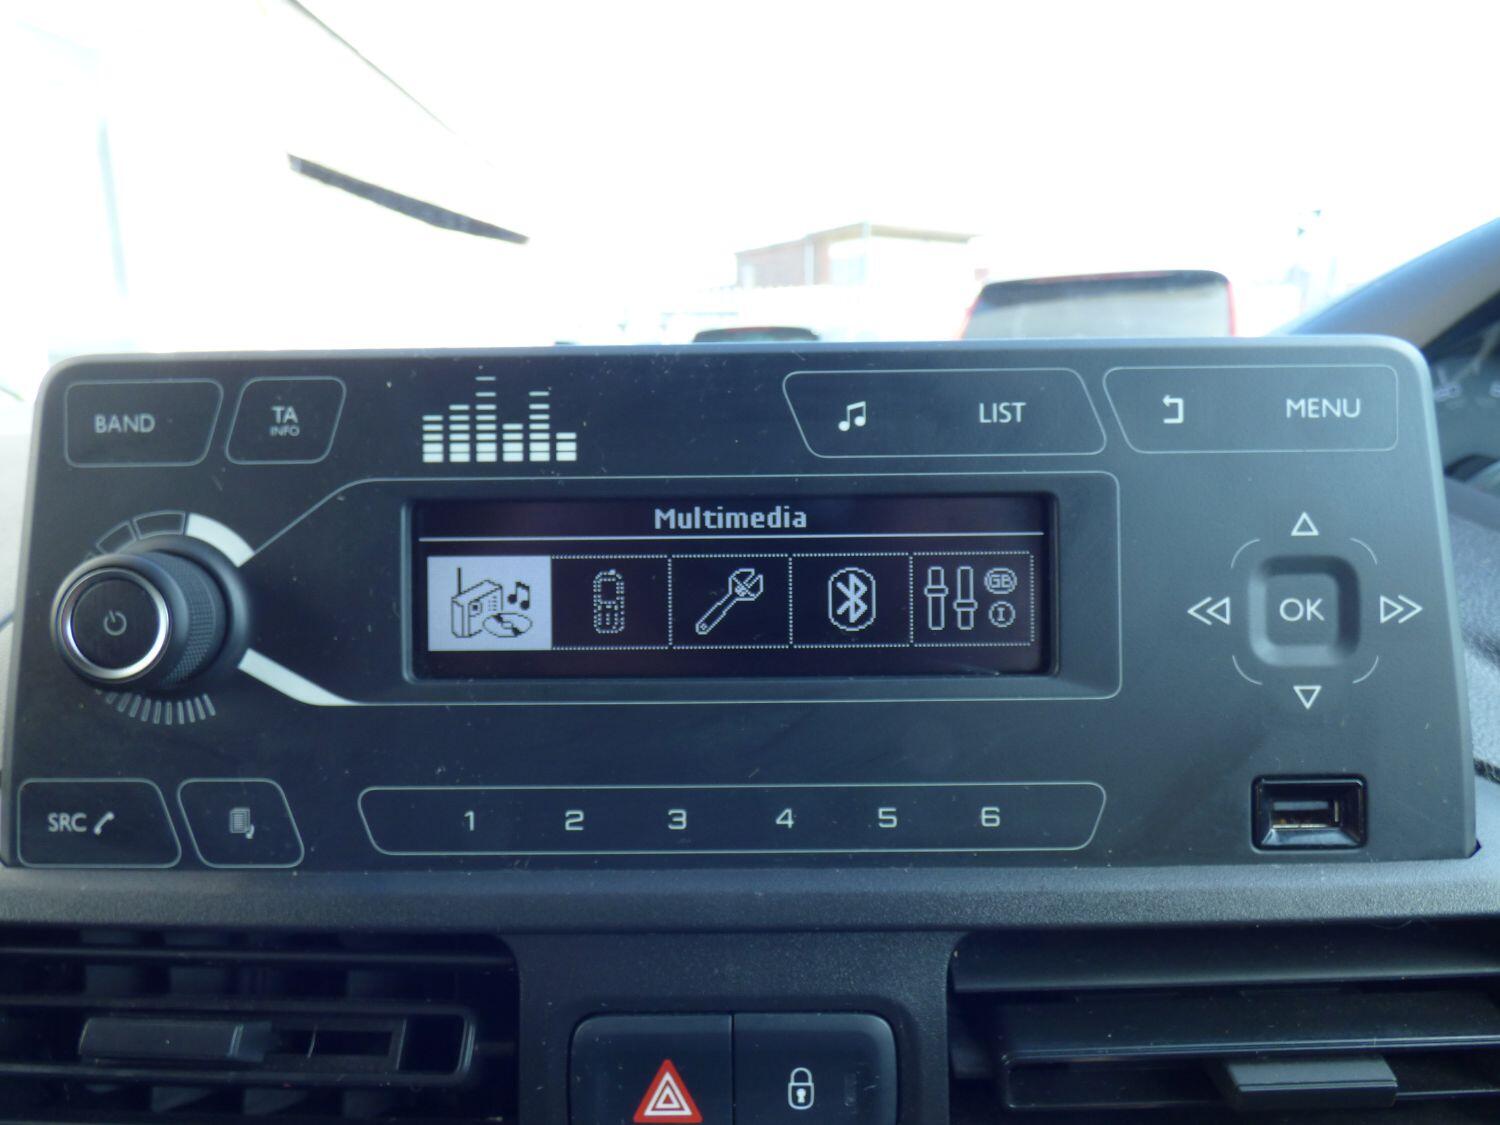 BAND
TA
INFO
LIST
MENU
Multimedia
GB
I
OK
SRC
1 2 3 4 5 6